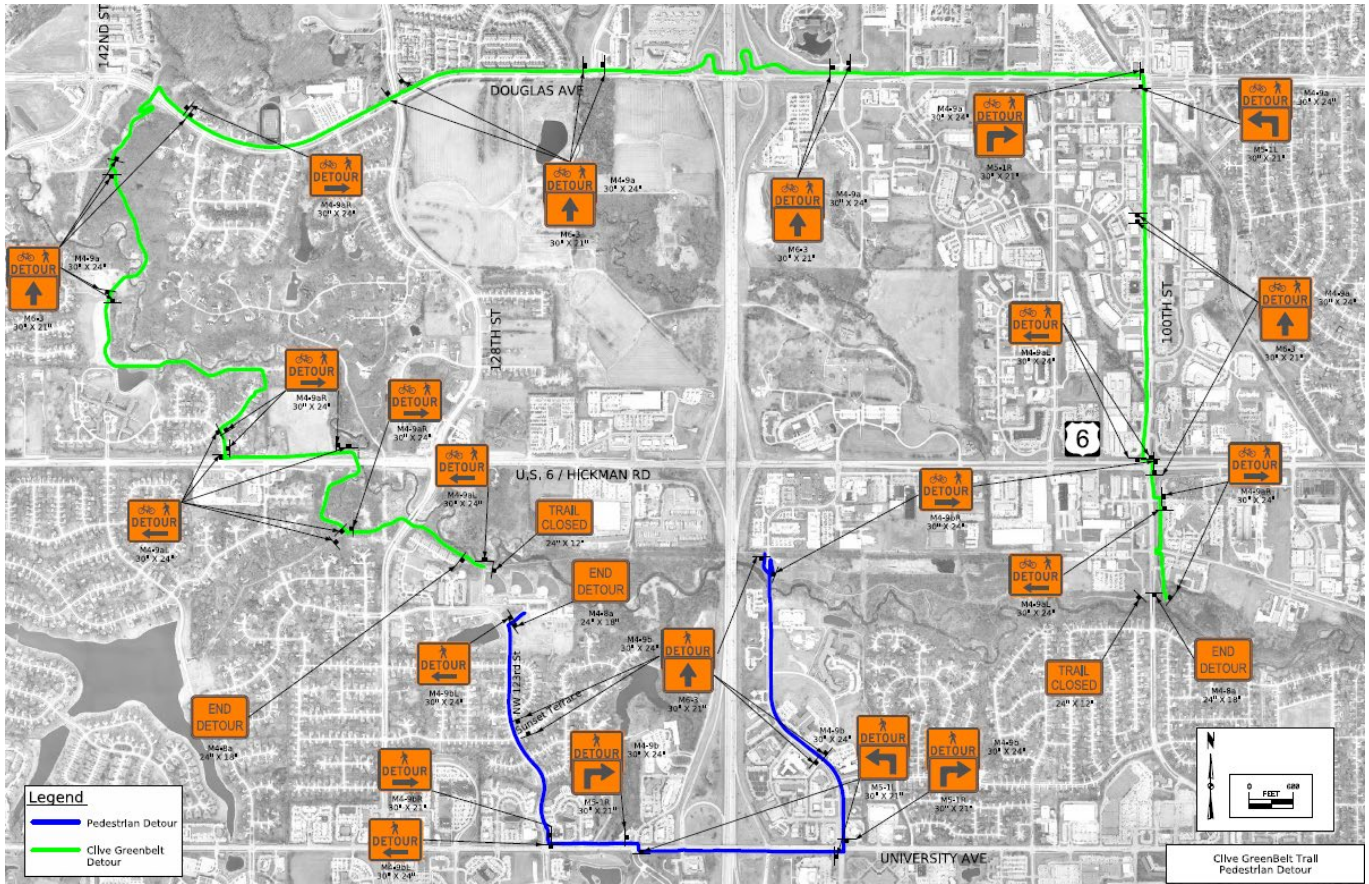 142ND ST
DOUGLAS AVE
M4-9a
30" X 24"
DETOUR
M5-1R
30" X 21"
DETOUR
M4-9a
30" X 24"
M5-1L
30" X 21"
DETOUR
M4-9aR
30" X 24"
DETOUR
M4-9a
30" X 24"
M6-3
30" X 21"
DETOUR
M4-9a
30" X 24"
M6-3
30" X 21"
DETOUR
M4-9a
30" X 24"
M6-3
30" X 21"
DETOUR
M4-9a
30" X 24"
M6-3
30" X 21"
128TH ST
100TH ST
DETOUR
M4-9aL
30" X 24"
DETOUR
M4-9aR
30" X 24"
DETOUR
M4-9aR
30" X 24"
6
U.S. 6 / HICKMAN RD
DETOUR
M4-9aL
30" X 24"
DETOUR
M4-9bR
30" X 24"
DETOUR
M4-9aR
30" X 24"
DETOUR
M4-9aL
30" X 24"
TRAIL
CLOSED
24" X 12"
DETOUR
M4-9aL
30" X 24"
END
DETOUR
M4-8a
24" X 18"
DETOUR
M4-9bL
30" X 24"
NW 123rd St
Sunset Terrace
M4-9b
30" X 24"
DETOUR
M6-3
30" X 21"
TRAIL
CLOSED
24" X 12"
END
DETOUR
M4-8a
24" X 18"
END
DETOUR
M4-8a
24" X 18"
DETOUR
M4-9bR
30" X 21"
DETOUR
M4-9bL
30" X 24"
DETOUR
M4-9b
30" X 24"
M5-1R
30" X 21"
M4-9b
30" X 24"
DETOUR
M5-1L
30" X 21"
DETOUR
M4-9b
30" X 24"
M5-1R
30" X 21"
UNIVERSITY AVE
Legend
Pedestrian Detour
Clive Greenbelt
Detour
N
0 600
FEET
Clive GreenBelt Trail
Pedestrian Detour